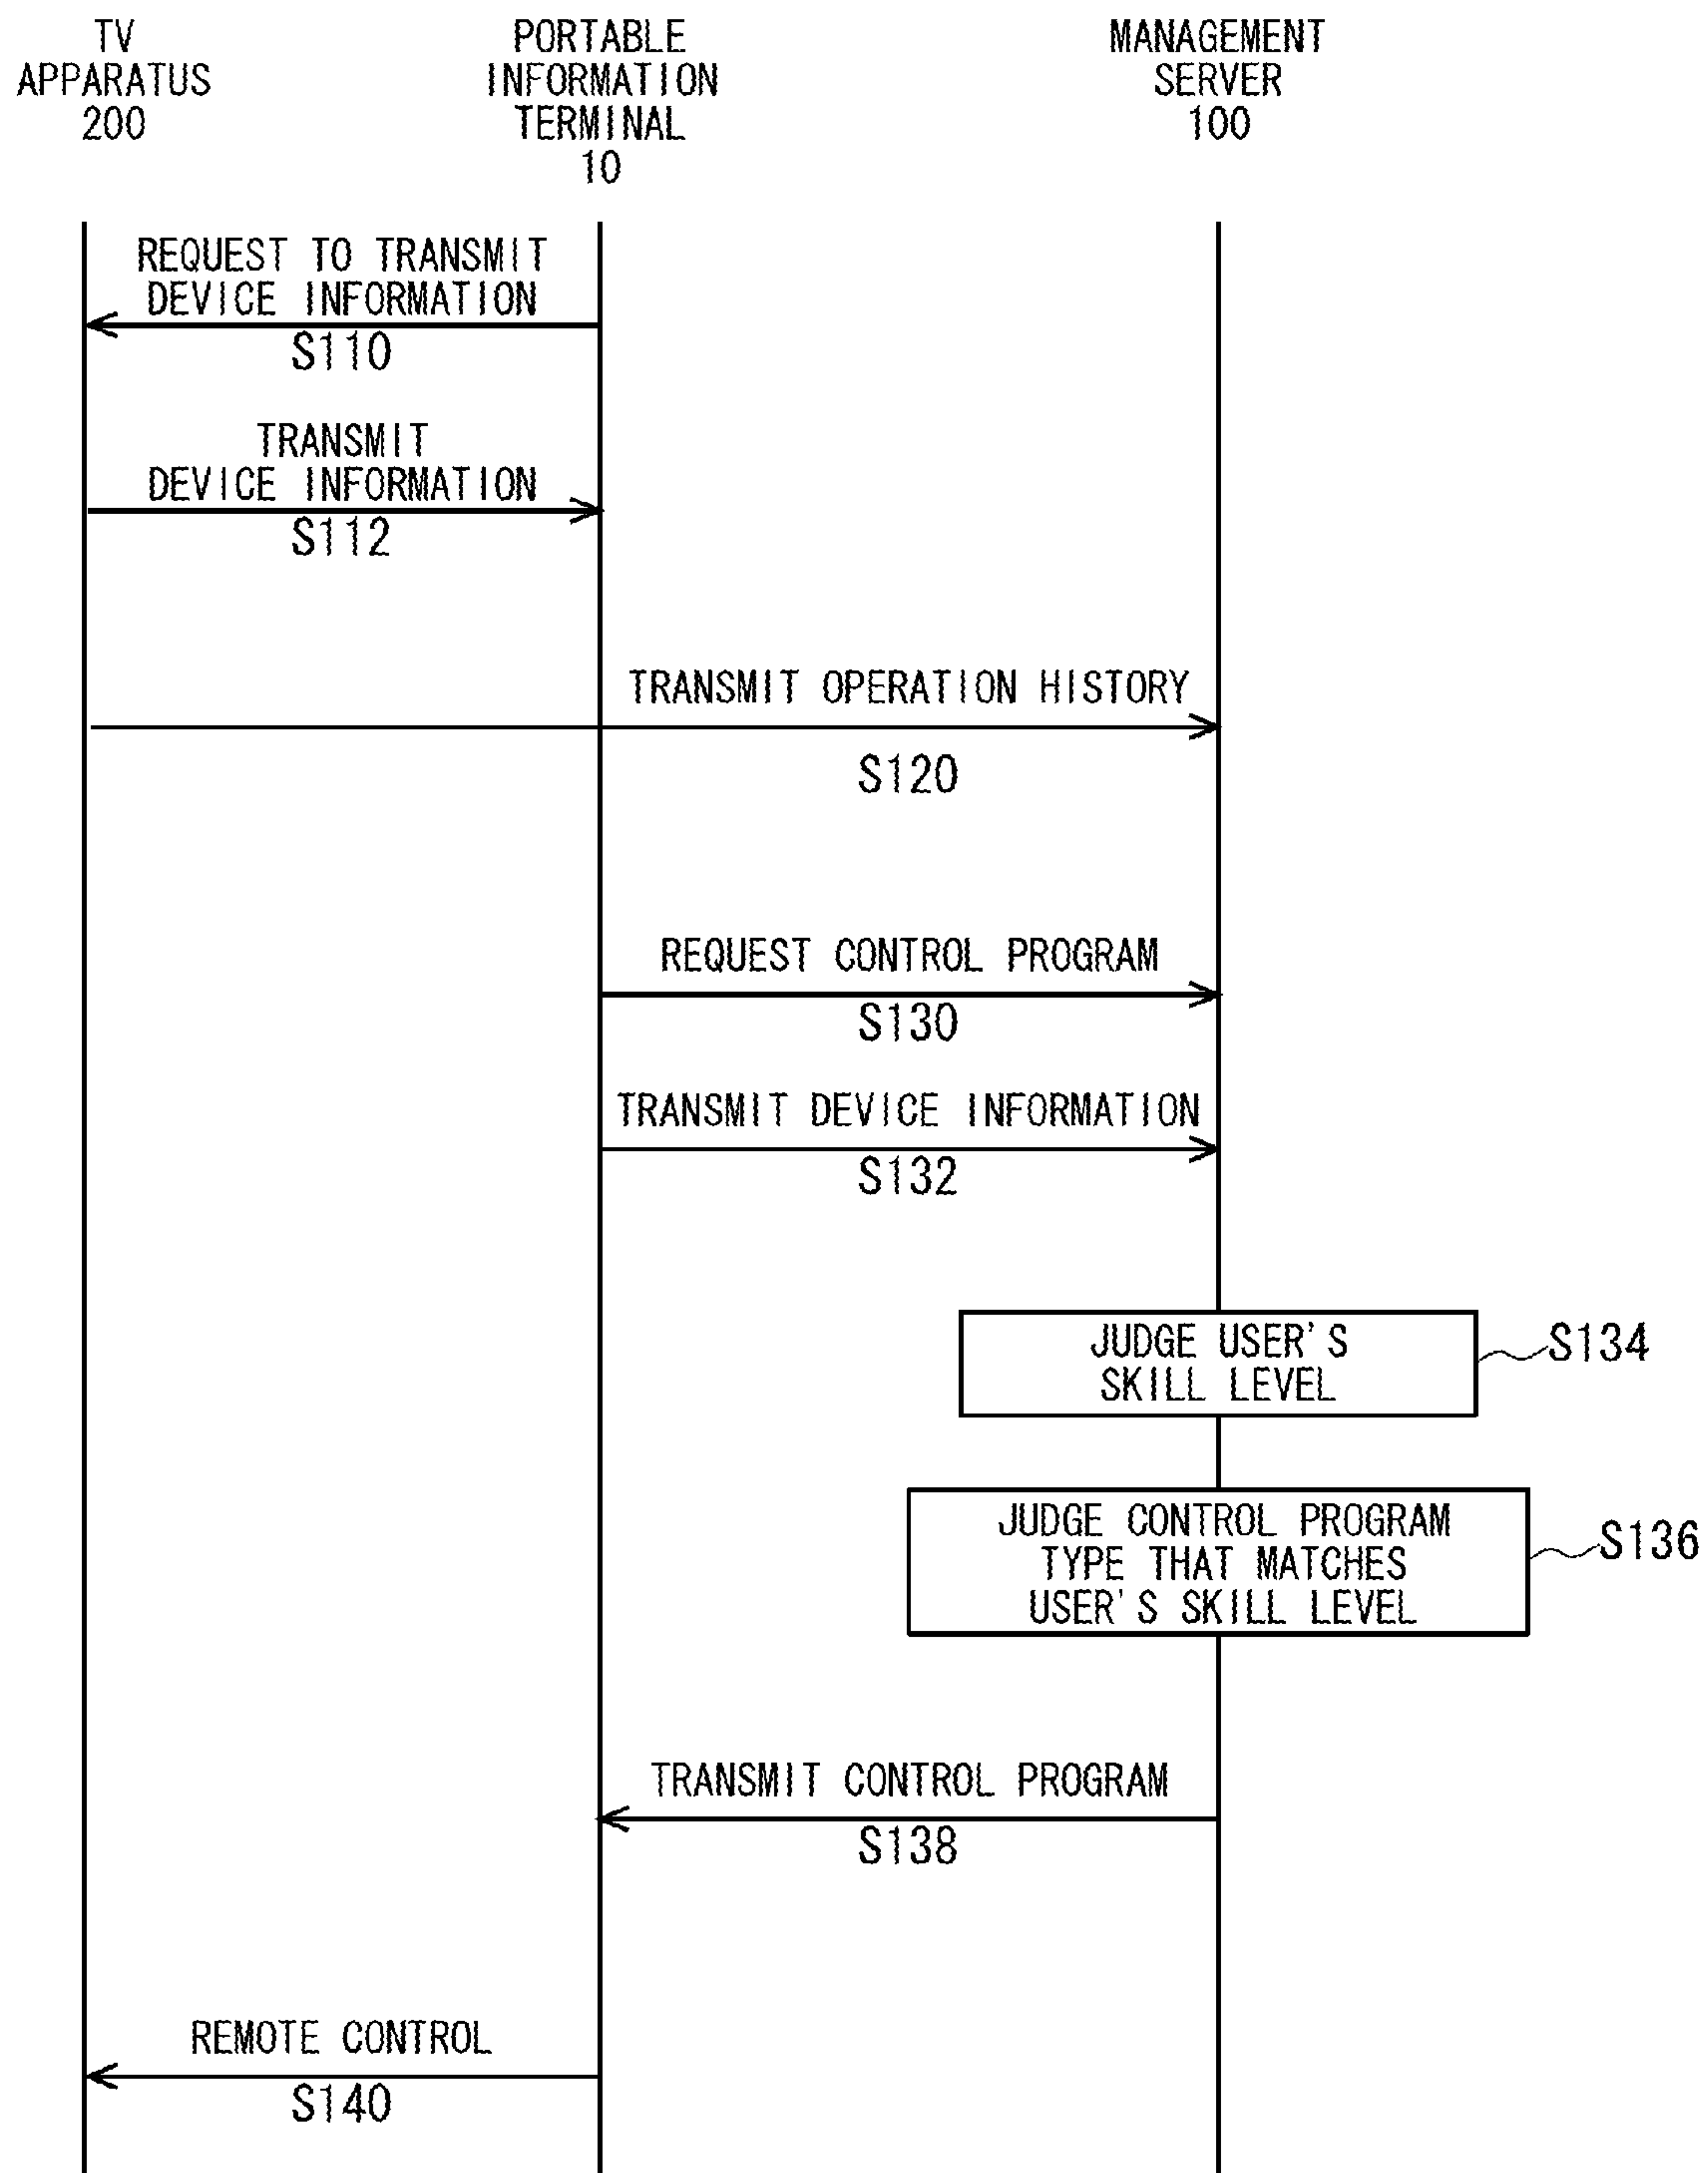 TV
APPARATUS
200
PORTABLE
INFORMATION
TERMINAL
10
MANAGEMENT
SERVER
100
REQUEST TO TRANSMIT
DEVICE INFORMATION
S110
TRANSMIT
DEVICE INFORMATION
S112
TRANSMIT OPERATION HISTORY
S120
REQUEST CONTROL PROGRAM
S130
TRANSMIT DEVICE INFORMATION
S132
JUDGE USER'S
SKILL LEVEL
S134
JUDGE CONTROL PROGRAM
TYPE THAT MATCHES
USER'S SKILL LEVEL
S136
TRANSMIT CONTROL PROGRAM
S138
REMOTE CONTROL
S140